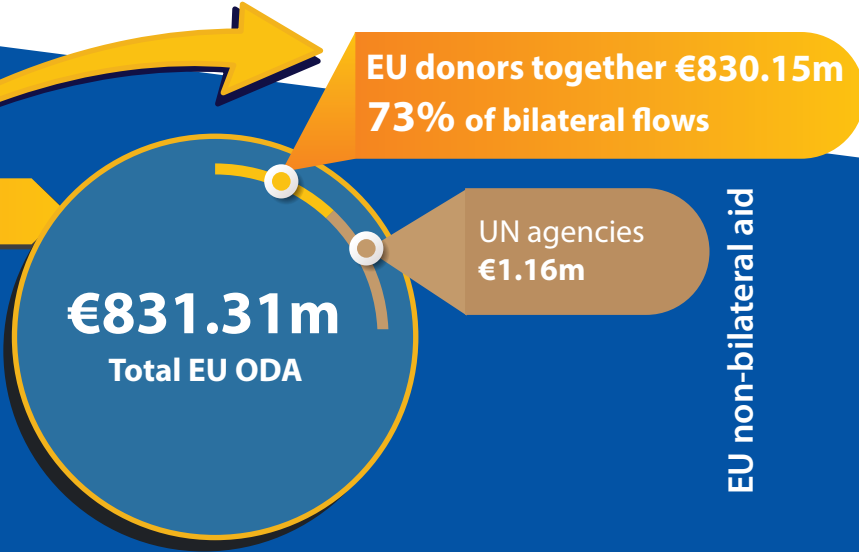 EU donors together €830.15m
73% of bilateral flows
UN agencies
€1.16m
€831.31m
Total EU ODA
EU non-bilateral aid